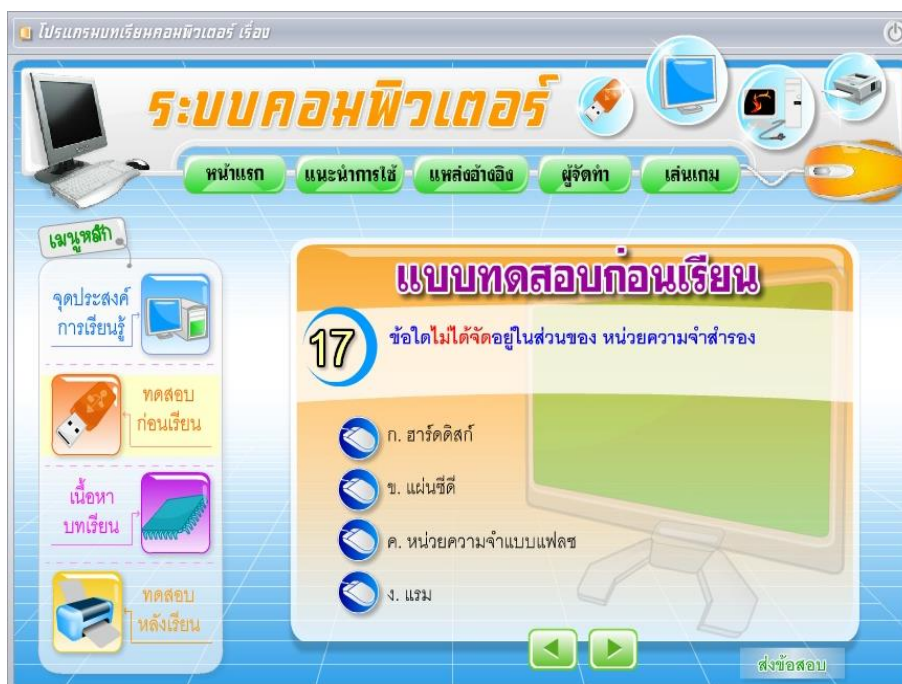 โปรแกรมบทเรียนคอมพิวเตอร์ เรื่อง
ระบบคอมพิวเตอร์
หน้าแรก แนะนำการใช้ แหล่งอ้างอิง ผู้จัดทำ เล่นเกม
เมนูหลัก
จุดประสงค์
การเรียนรู้
ทดสอบ
ก่อนเรียน
เนื้อหา
บทเรียน
ทดสอบ
หลังเรียน
แบบทดสอบก่อนเรียน
17 ข้อใดไม่ได้จัดอยู่ในส่วนของ หน่วยความจำสำรอง
ก. ฮาร์ดดิสก์
ข. แผ่นซีดี
ค. หน่วยความจำแบบแฟลช
ง. แรม
ส่งข้อสอบ